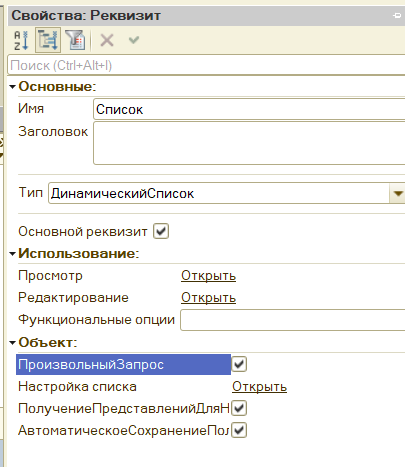 Свойства: Реквизит
Поиск (Ctrl+Alt+I)
Основные:
Имя Список
Заголовок
Тип ДинамическийСписок
Основной реквизит
Использование:
Просмотр Открыть
Редактирование Открыть
Функциональные опции
Объект:
ПроизвольныйЗапрос
Настройка списка Открыть
ПолучениеПредставленийДляН
АвтоматическоеСохранениеПол